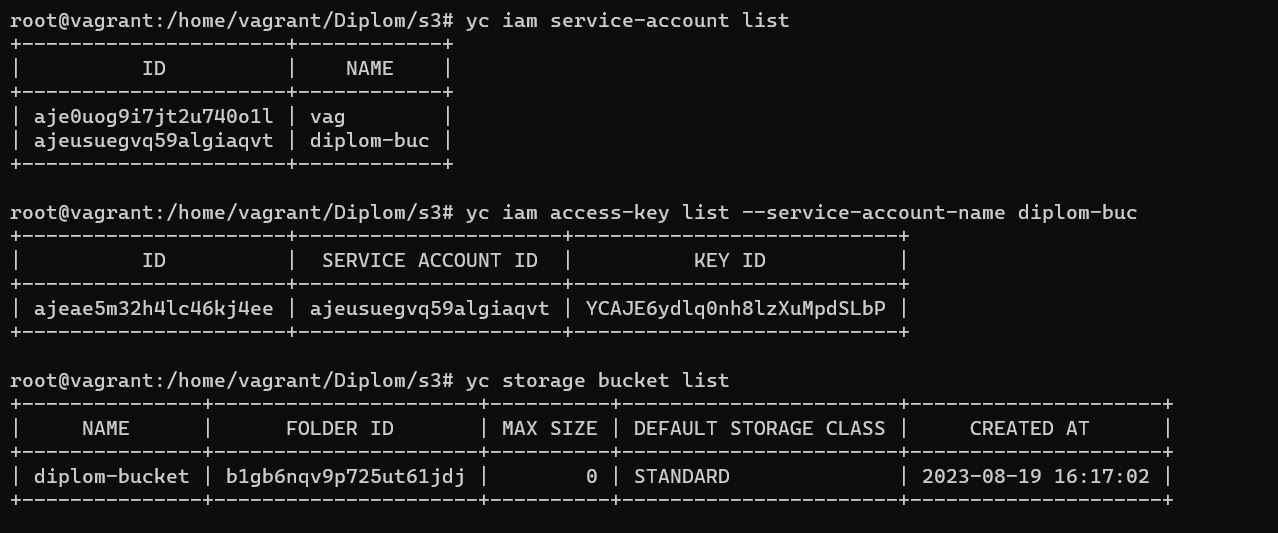 root@vagrant:/home/vagrant/Diplom/s3# yc iam service-account list
+----------------------+------------+
|          ID          |    NAME    |
+----------------------+------------+
| aje0uog9i7jt2u740o1l | vag        |
| ajeusuegvq59algiaqvt | diplom-buc |
+----------------------+------------+
root@vagrant:/home/vagrant/Diplom/s3# yc iam access-key list --service-account-name diplom-buc
+----------------------+----------------------+---------------------------+
|          ID          |  SERVICE ACCOUNT ID  |          KEY ID           |
+----------------------+----------------------+---------------------------+
| ajeae5m32h4lc46kj4ee | ajeusuegvq59algiaqvt | YCAJE6ydlq0nh8lzXuMpdSLbP |
+----------------------+----------------------+---------------------------+
root@vagrant:/home/vagrant/Diplom/s3# yc storage bucket list
+---------------+----------------------+----------+-----------------------+---------------------+
|     NAME      |      FOLDER ID       | MAX SIZE | DEFAULT STORAGE CLASS |     CREATED AT      |
+---------------+----------------------+----------+-----------------------+---------------------+
| diplom-bucket | b1gb6nqv9p725ut61jdj |        0 | STANDARD              | 2023-08-19 16:17:02 |
+---------------+----------------------+----------+-----------------------+---------------------+